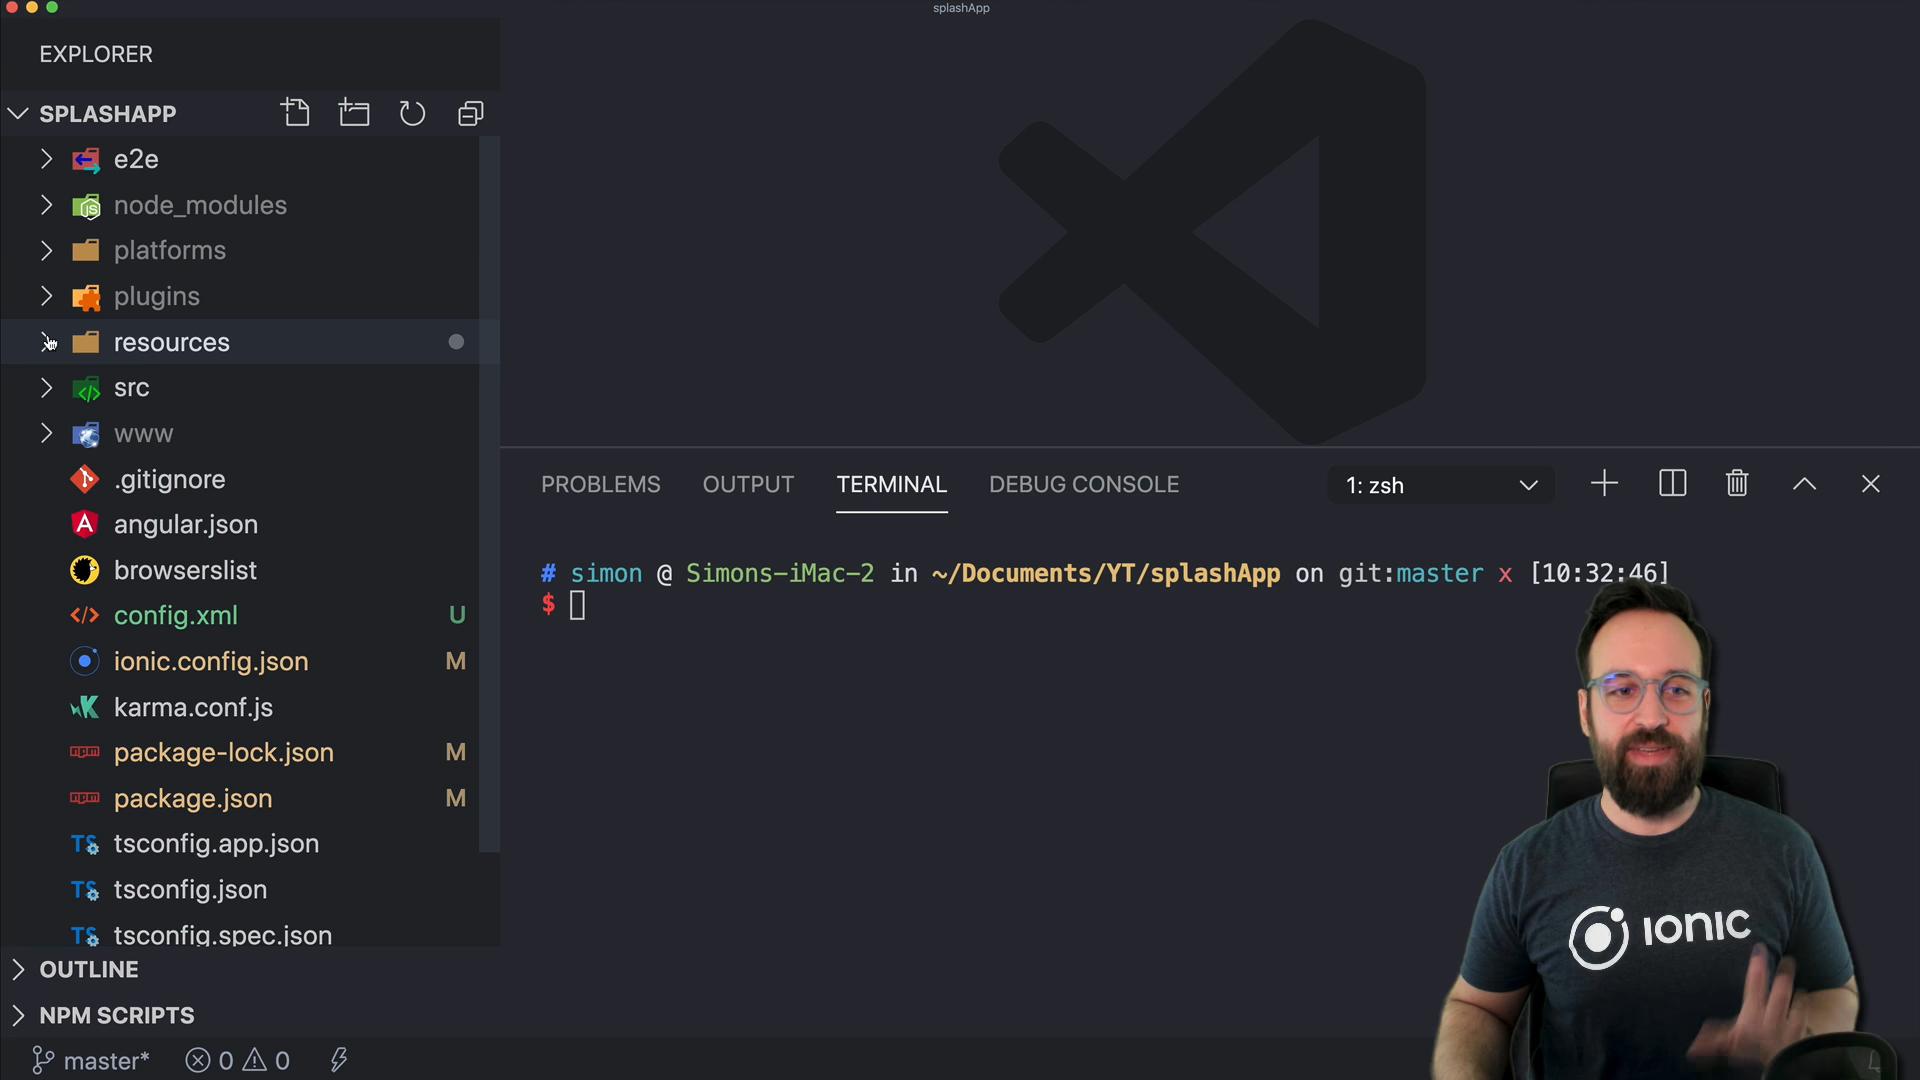 splashApp
EXPLORER
SPLASHAPP
e2e
node_modules
platforms
plugins
resources
src
www
.gitignore
angular.json
browserslist
config.xml U
ionic.config.json M
karma.conf.js
package-lock.json M
package.json M
tsconfig.app.json
tsconfig.json
tsconfig.spec.json
OUTLINE
NPM SCRIPTS
master* 0 0
PROBLEMS OUTPUT TERMINAL DEBUG CONSOLE 1: zsh
# simon @ Simons-iMac-2 in ~/Documents/YT/splashApp on git:master x [10:32:46]
$
IONIC